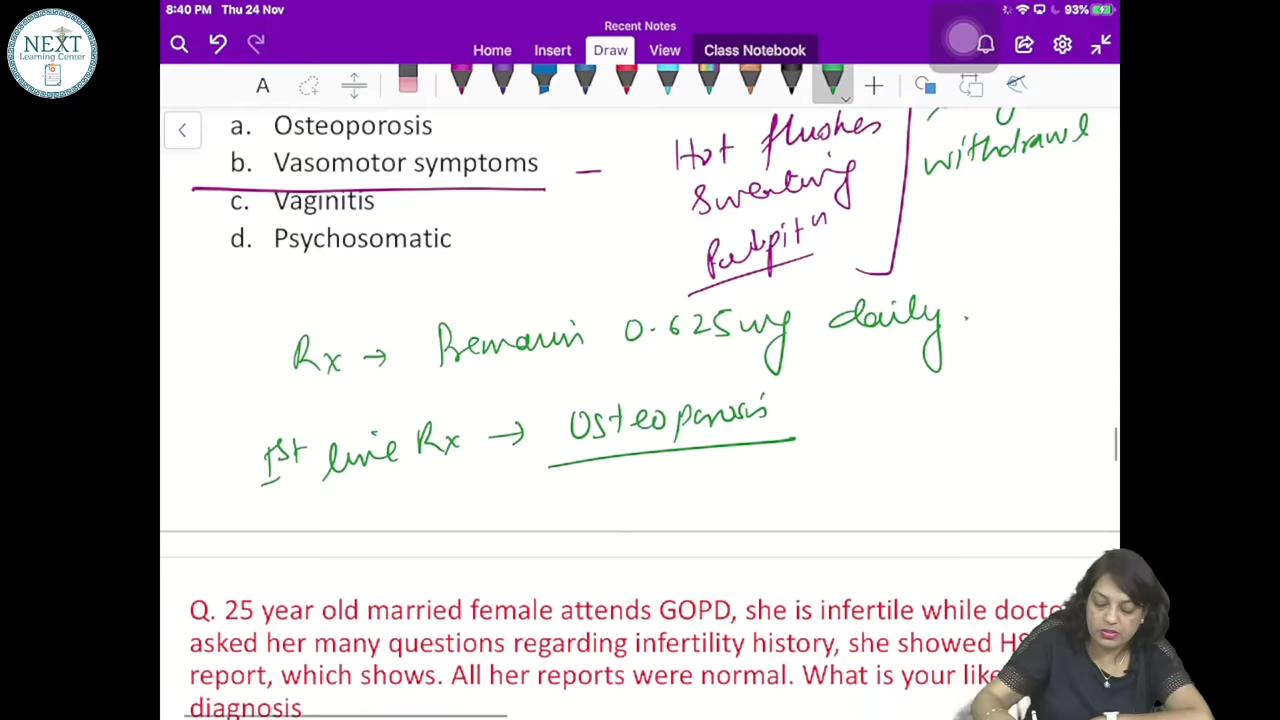 8:40 PM Thu 24 Nov
93%
NEXT
Learning Center
Recent Notes
Home Insert Draw View Class Notebook
A
a. Osteoporosis
b. Vasomotor symptoms –
c. Vaginitis
d. Psychosomatic
Hot flushes
Sweating
Palpitⁿ
withdrawl
Rx → Premarin 0.625mg daily.
1st line Rx → Osteoporosis
Q. 25 year old married female attends GOPD, she is infertile while docto
asked her many questions regarding infertility history, she showed HS
report, which shows. All her reports were normal. What is your lik
diagnosis